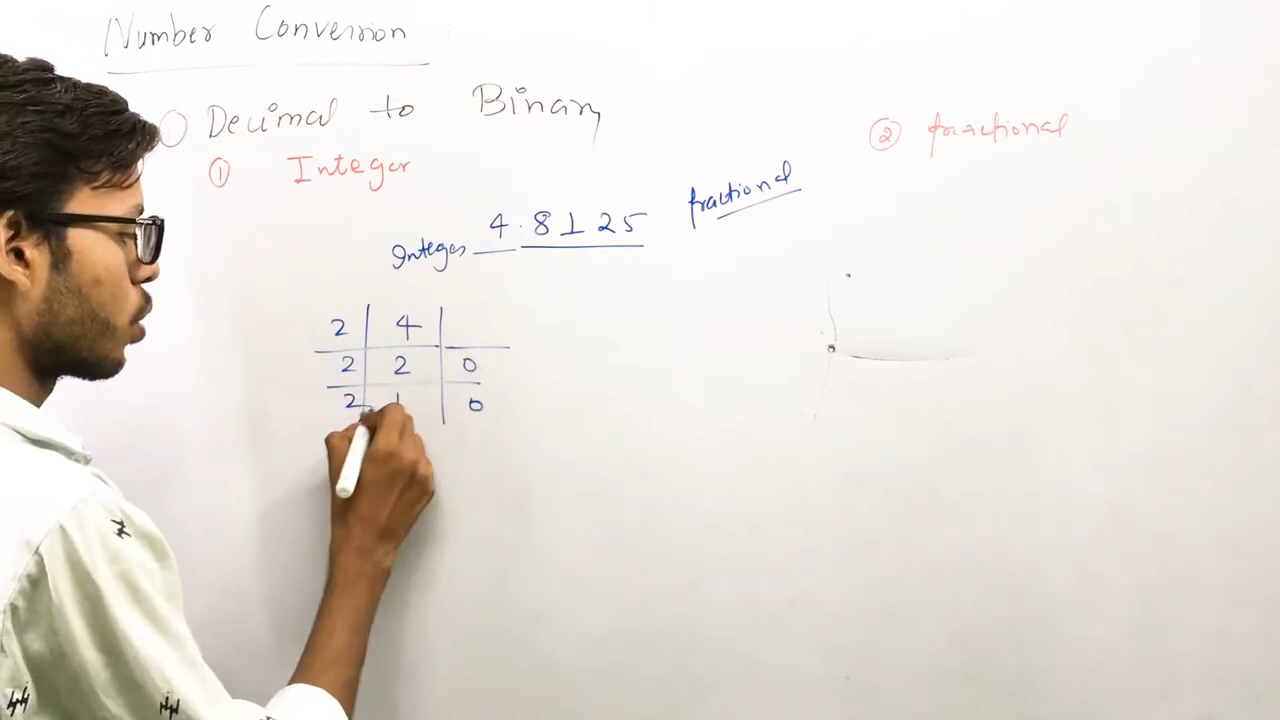 Number Conversion
① Decimal to Binary
① Integer
② fractional
fractional
Integer 4.8125
2 4
2 2 0
2 1 0